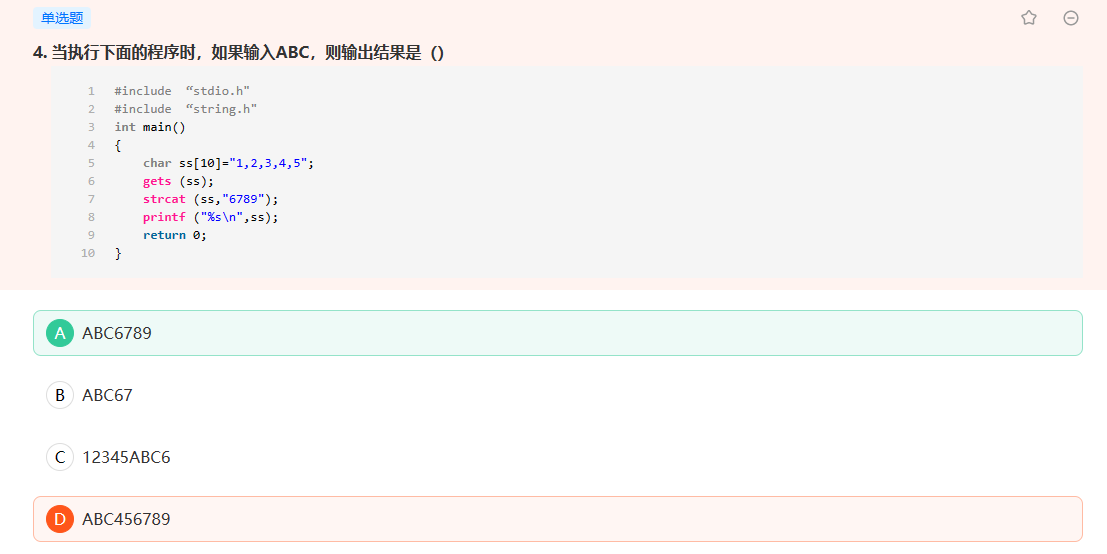 单选题
4. 当执行下面的程序时，如果输入ABC，则输出结果是（）
1 #include “stdio.h"
2 #include “string.h"
3 int main()
4 {
5 char ss[10]="1,2,3,4,5";
6 gets (ss);
7 strcat (ss,"6789");
8 printf ("%s\n",ss);
9 return 0;
10 }
A ABC6789
B ABC67
C 12345ABC6
D ABC456789